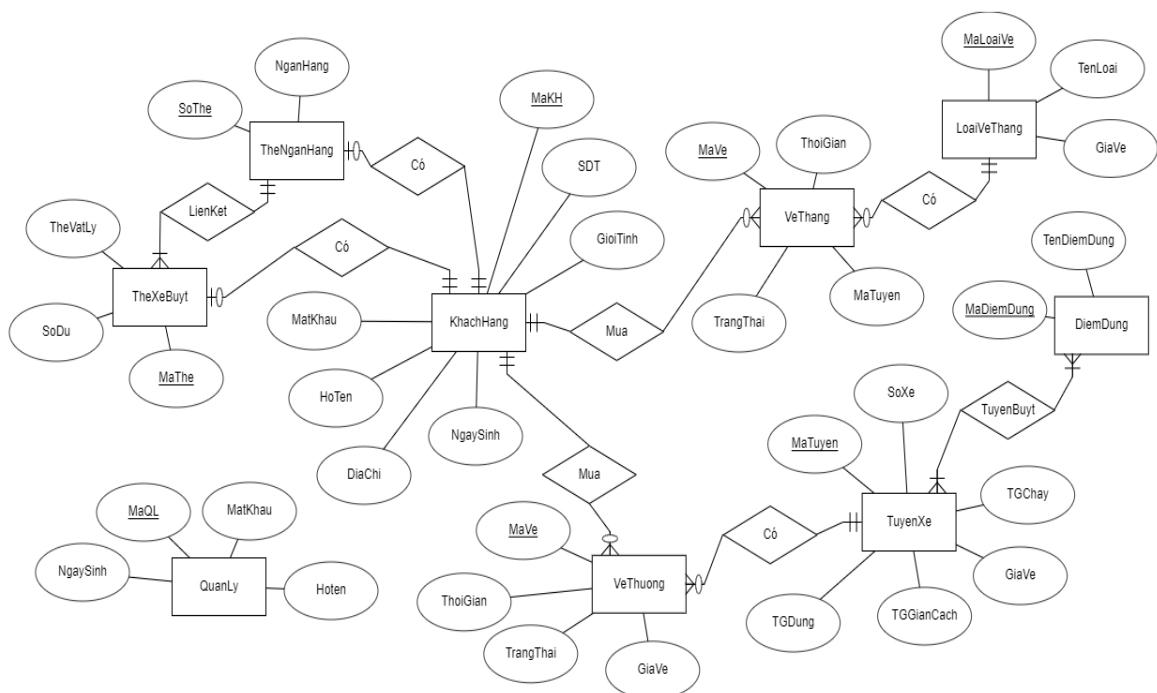 MaLoaiVe
NganHang
TenLoai
MaKH
SoThe
LoaiVeThang
TheNganHang
ThoiGian
MaVe
GiaVe
Có
SDT
VeThang
Có
LienKet
TheVatLy
GioiTinh
TenDiemDung
Có
TheXeBuyt
MaTuyen
KhachHang
MaDiemDung
DiemDung
MatKhau
TrangThai
Mua
SoDu
MaThe
SoXe
HoTen
TuyenBuyt
NgaySinh
MaTuyen
DiaChi
Mua
TGChay
MaQL
MatKhau
TuyenXe
MaVe
Có
NgaySinh
GiaVe
QuanLy
Hoten
VeThuong
ThoiGian
TGDung
TGGianCach
TrangThai
GiaVe